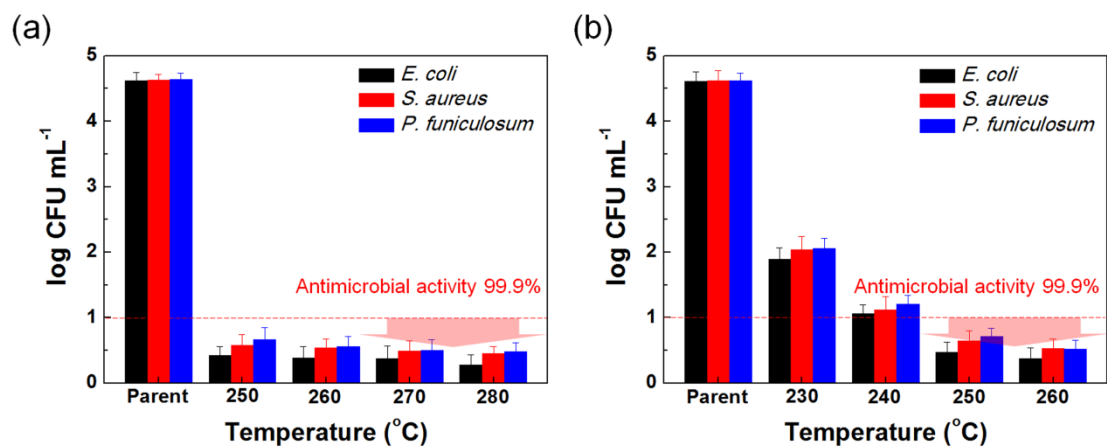 (a)
5
4
3
2
1
0
log CFU mL⁻¹
E. coli
S. aureus
P. funiculosum
Antimicrobial activity 99.9%
Parent 250 260 270 280
Temperature (°C)
(b)
5
4
3
2
1
0
log CFU mL⁻¹
E. coli
S. aureus
P. funiculosum
Antimicrobial activity 99.9%
Parent 230 240 250 260
Temperature (°C)